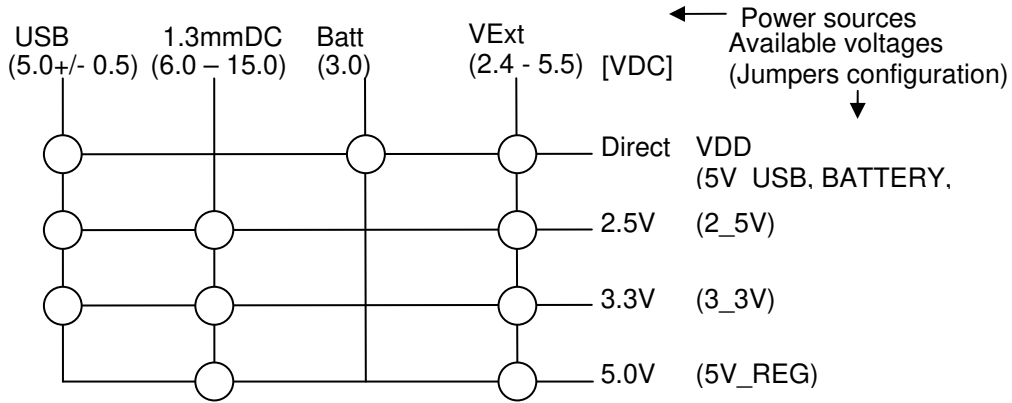 Power sources
USB 1.3mmDC Batt VExt Available voltages
(5.0+/- 0.5) (6.0 – 15.0) (3.0) (2.4 - 5.5) [VDC] (Jumpers configuration)
Direct VDD
(5V USB, BATTERY,
2.5V (2_5V)
3.3V (3_3V)
5.0V (5V_REG)